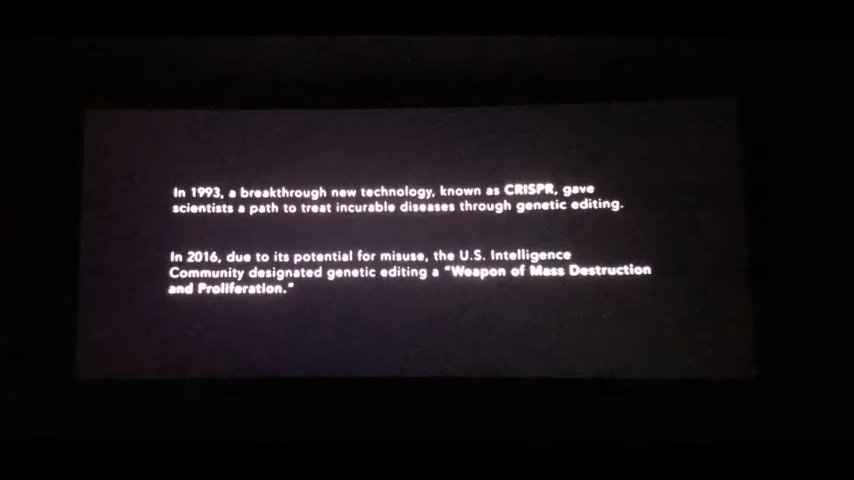 In 1993, a breakthrough new technology, known as CRISPR, gave
scientists a path to treat incurable diseases through genetic editing.
In 2016, due to its potential for misuse, the U.S. Intelligence
Community designated genetic editing a "Weapon of Mass Destruction
and Proliferation."